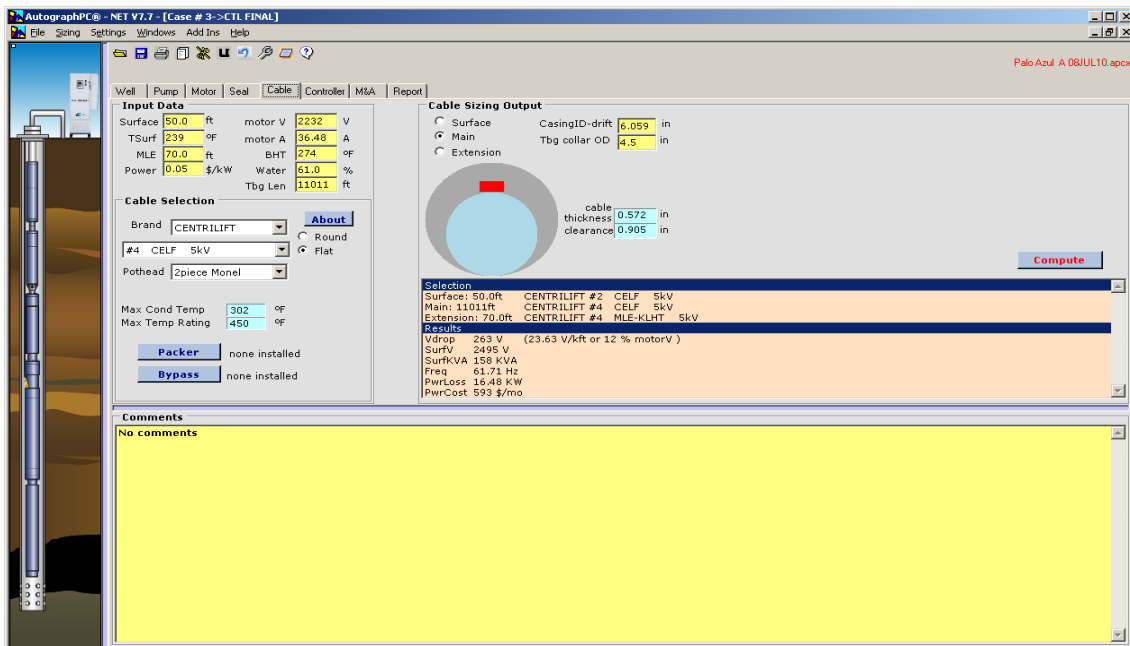 AutographPC® - NET V7.7 - [Case # 3->CTL FINAL]
File Sizing Settings Windows Add Ins Help
Palo Azul A 08JUL10.apcx
Well Pump Motor Seal Cable Controller M&A Report
Input Data
Surface 50.0 ft motor V 2232 V
TSurf 239 ºF motor A 36.48 A
MLE 70.0 ft BHT 274 ºF
Power 0.05 $/kW Water 61.0 %
Tbg Len 11011 ft
Cable Selection
Brand CENTRILIFT About
Round
#4 CELF 5kV Flat
Pothead 2piece Monel
Max Cond Temp 302 ºF
Max Temp Rating 450 ºF
Packer none installed
Bypass none installed
Cable Sizing Output
Surface CasingID-drift 6.059 in
Main Tbg collar OD 4.5 in
Extension
cable
thickness 0.572 in
clearance 0.905 in
Compute
Selection
Surface: 50.0ft CENTRILIFT #2 CELF 5kV
Main: 11011ft CENTRILIFT #4 CELF 5kV
Extension: 70.0ft CENTRILIFT #4 MLE-KLHT 5kV
Results
Vdrop 263 V (23.63 V/kft or 12 % motorV )
SurfV 2495 V
SurfKVA 158 KVA
Freq 61.71 Hz
PwrLoss 16.48 KW
PwrCost 593 $/mo
Comments
No comments